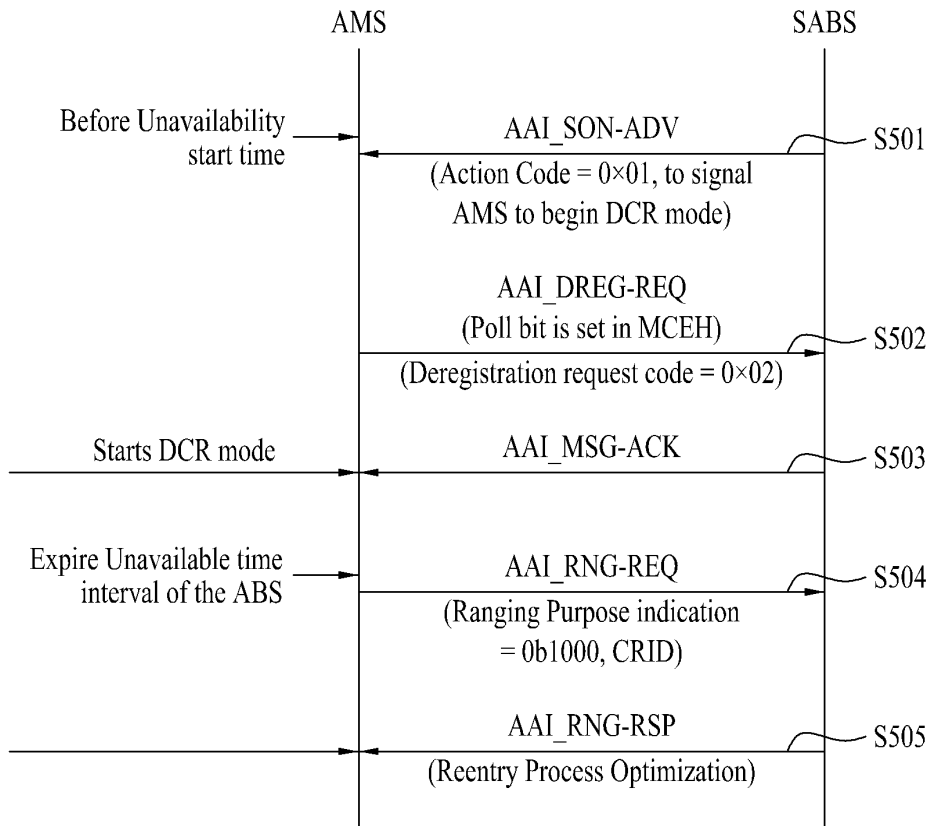 AMS
SABS
Before Unavailability
start time
AAI_SON-ADV
S501
(Action Code = 0×01, to signal
AMS to begin DCR mode)
AAI_DREG-REQ
(Poll bit is set in MCEH)
S502
(Deregistration request code = 0×02)
Starts DCR mode
AAI_MSG-ACK
S503
Expire Unavailable time
interval of the ABS
AAI_RNG-REQ
S504
(Ranging Purpose indication
= 0b1000, CRID)
AAI_RNG-RSP
S505
(Reentry Process Optimization)